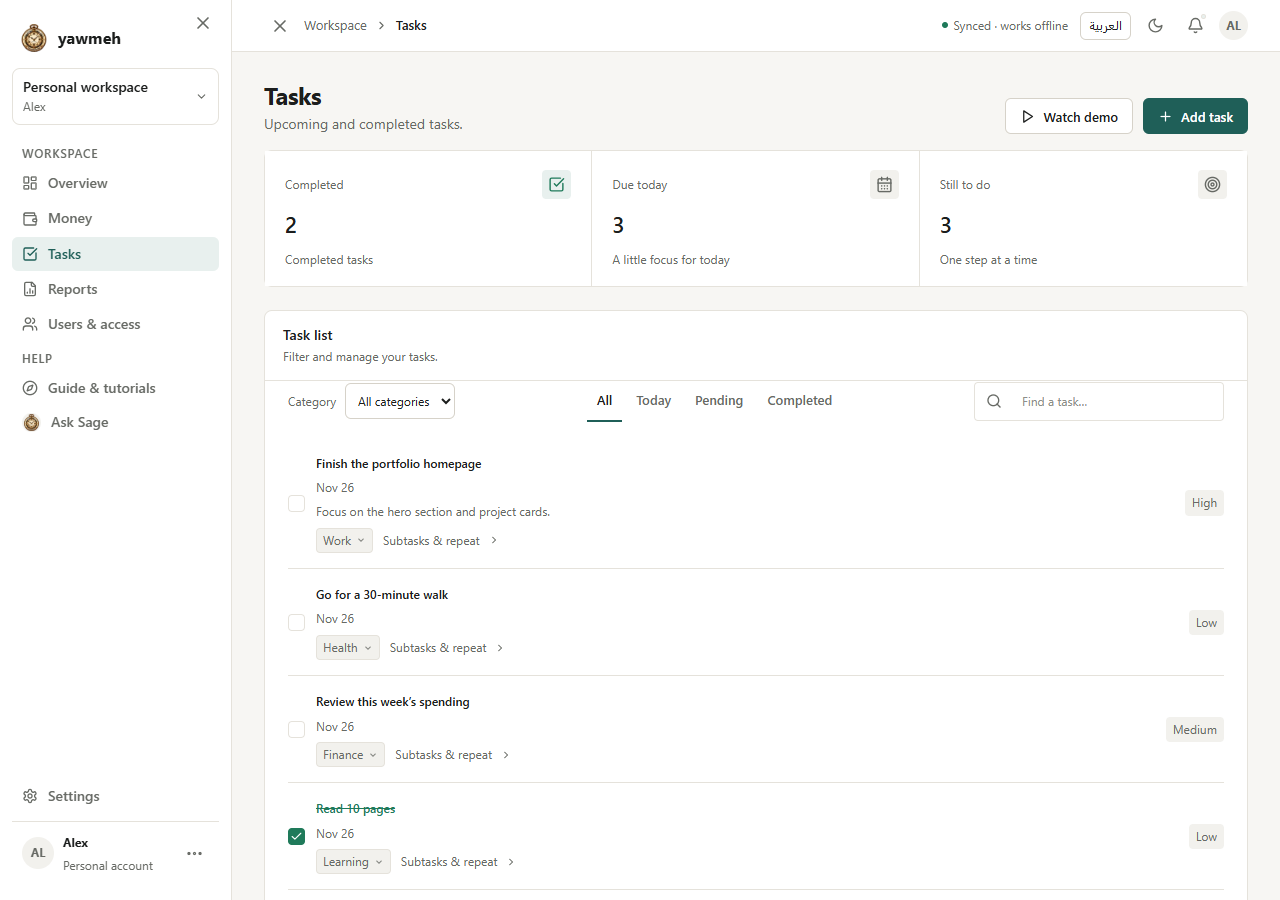 yawmeh
Personal workspace
Alex
WORKSPACE
Overview
Money
Tasks
Reports
Users & access
HELP
Guide & tutorials
Ask Sage
Settings
AL
Alex
Personal account
Workspace
Tasks
Synced · works offline
العربية
AL
Tasks
Upcoming and completed tasks.
Watch demo
Add task
Completed
2
Completed tasks
Due today
3
A little focus for today
Still to do
3
One step at a time
Task list
Filter and manage your tasks.
Category
All categories
All
Today
Pending
Completed
Find a task...
Finish the portfolio homepage
Nov 26
Focus on the hero section and project cards.
Work
Subtasks & repeat
High
Go for a 30-minute walk
Nov 26
Health
Subtasks & repeat
Low
Review this week’s spending
Nov 26
Finance
Subtasks & repeat
Medium
Read 10 pages
Nov 26
Learning
Subtasks & repeat
Low